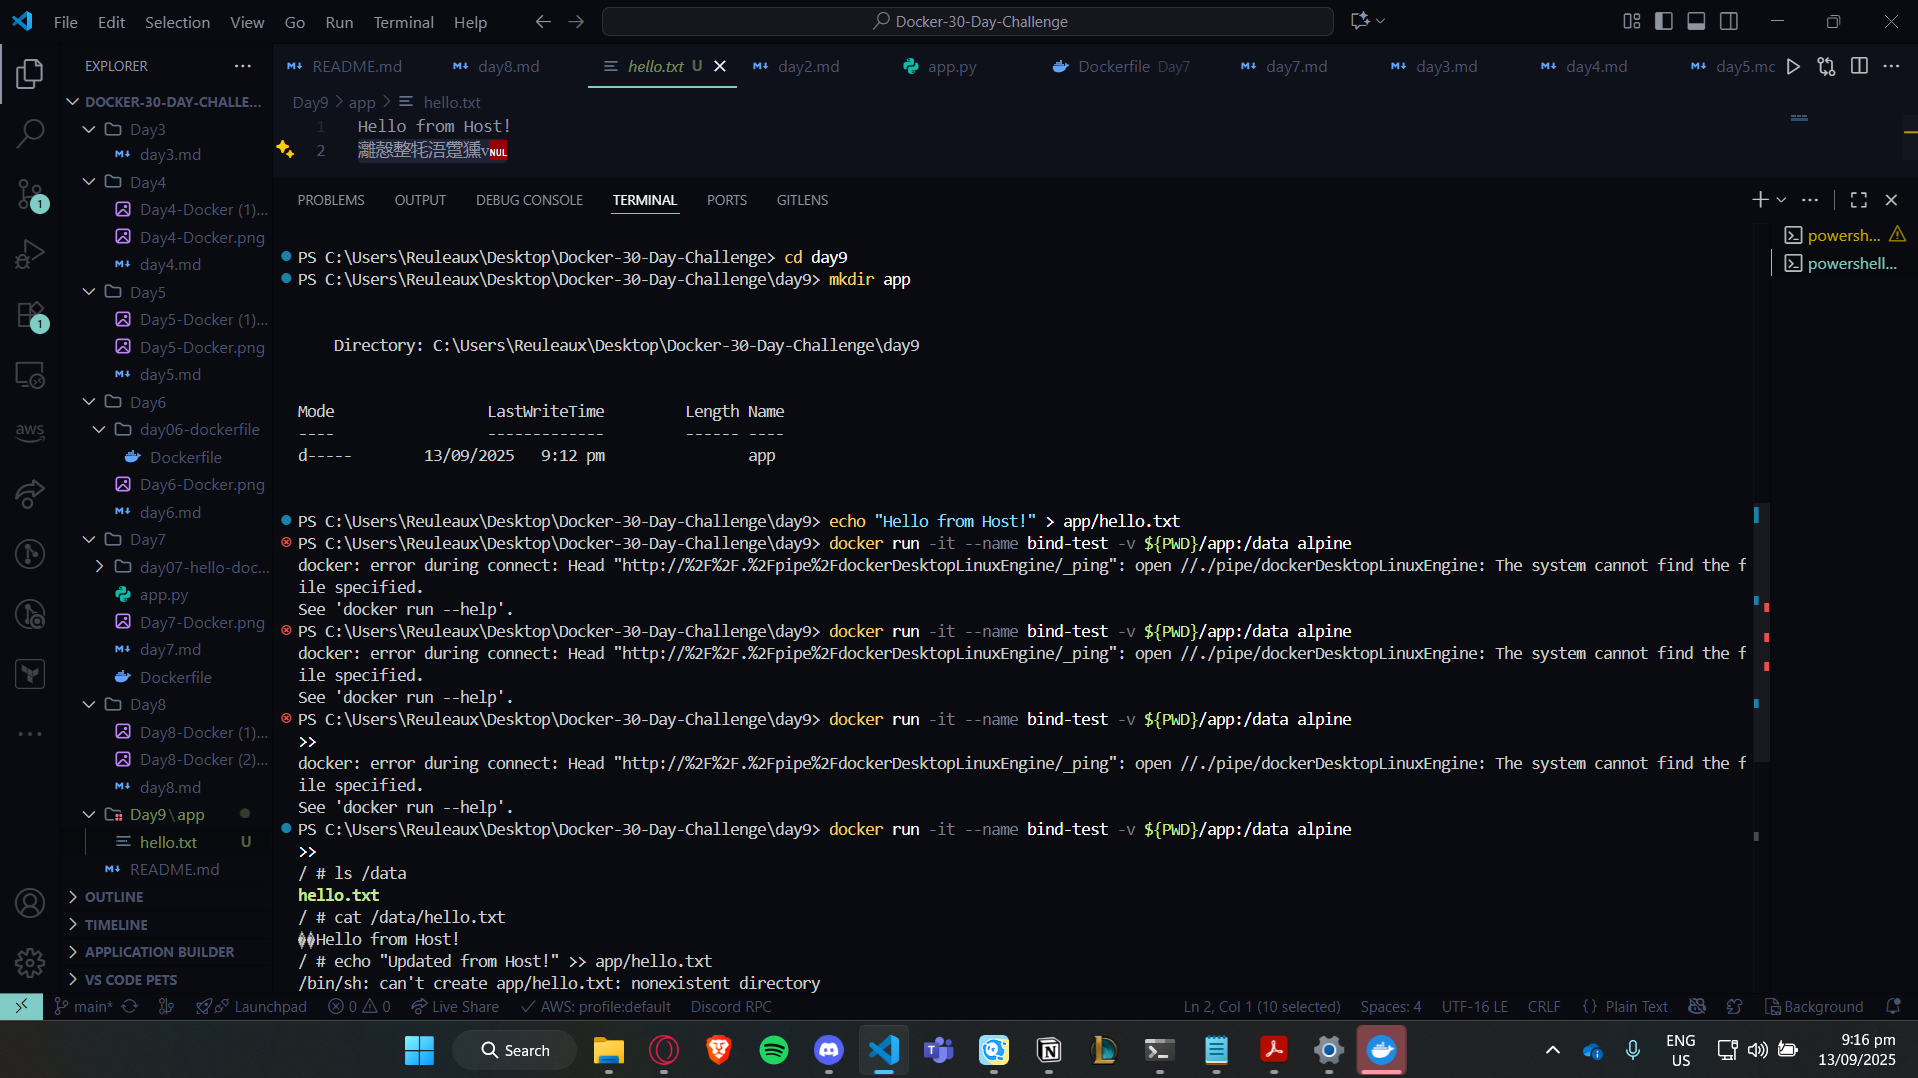 File Edit Selection View Go Run Terminal Help
Docker-30-Day-Challenge
EXPLORER
DOCKER-30-DAY-CHALLE...
Day3
day3.md
Day4
Day4-Docker (1)...
Day4-Docker.png
day4.md
Day5
Day5-Docker (1)...
Day5-Docker.png
day5.md
Day6
day06-dockerfile
Dockerfile
Day6-Docker.png
day6.md
Day7
day07-hello-doc...
app.py
Day7-Docker.png
day7.md
Dockerfile
Day8
Day8-Docker (1)...
Day8-Docker (2)...
day8.md
Day9\app
hello.txt U
README.md
OUTLINE
TIMELINE
APPLICATION BUILDER
VS CODE PETS
1
1
aws
README.md day8.md hello.txt U day2.md app.py Dockerfile Day7 day7.md day3.md day4.md day5.mc
Day9 > app > hello.txt
1 Hello from Host!
2
NUL
PROBLEMS OUTPUT DEBUG CONSOLE TERMINAL PORTS GITLENS
powersh...
powershell...
PS C:\Users\Reuleaux\Desktop\Docker-30-Day-Challenge> cd day9
PS C:\Users\Reuleaux\Desktop\Docker-30-Day-Challenge\day9> mkdir app
Directory: C:\Users\Reuleaux\Desktop\Docker-30-Day-Challenge\day9
Mode LastWriteTime Length Name
---- ------------- ------ ----
d----- 13/09/2025 9:12 pm app
PS C:\Users\Reuleaux\Desktop\Docker-30-Day-Challenge\day9> echo "Hello from Host!" > app/hello.txt
PS C:\Users\Reuleaux\Desktop\Docker-30-Day-Challenge\day9> docker run -it --name bind-test -v ${PWD}/app:/data alpine
docker: error during connect: Head "http://%2F%2F.%2Fpipe%2FdockerDesktopLinuxEngine/_ping": open //./pipe/dockerDesktopLinuxEngine: The system cannot find the f
ile specified.
See 'docker run --help'.
PS C:\Users\Reuleaux\Desktop\Docker-30-Day-Challenge\day9> docker run -it --name bind-test -v ${PWD}/app:/data alpine
docker: error during connect: Head "http://%2F%2F.%2Fpipe%2FdockerDesktopLinuxEngine/_ping": open //./pipe/dockerDesktopLinuxEngine: The system cannot find the f
ile specified.
See 'docker run --help'.
PS C:\Users\Reuleaux\Desktop\Docker-30-Day-Challenge\day9> docker run -it --name bind-test -v ${PWD}/app:/data alpine
>>
docker: error during connect: Head "http://%2F%2F.%2Fpipe%2FdockerDesktopLinuxEngine/_ping": open //./pipe/dockerDesktopLinuxEngine: The system cannot find the f
ile specified.
See 'docker run --help'.
PS C:\Users\Reuleaux\Desktop\Docker-30-Day-Challenge\day9> docker run -it --name bind-test -v ${PWD}/app:/data alpine
>>
/ # ls /data
hello.txt
/ # cat /data/hello.txt
��Hello from Host!
/ # echo "Updated from Host!" >> app/hello.txt
/bin/sh: can't create app/hello.txt: nonexistent directory
main* Launchpad 0 0 Live Share AWS: profile:default Discord RPC Ln 2, Col 1 (10 selected) Spaces: 4 UTF-16 LE CRLF {} Plain Text Background
Search
ENG
US
9:16 pm
13/09/2025